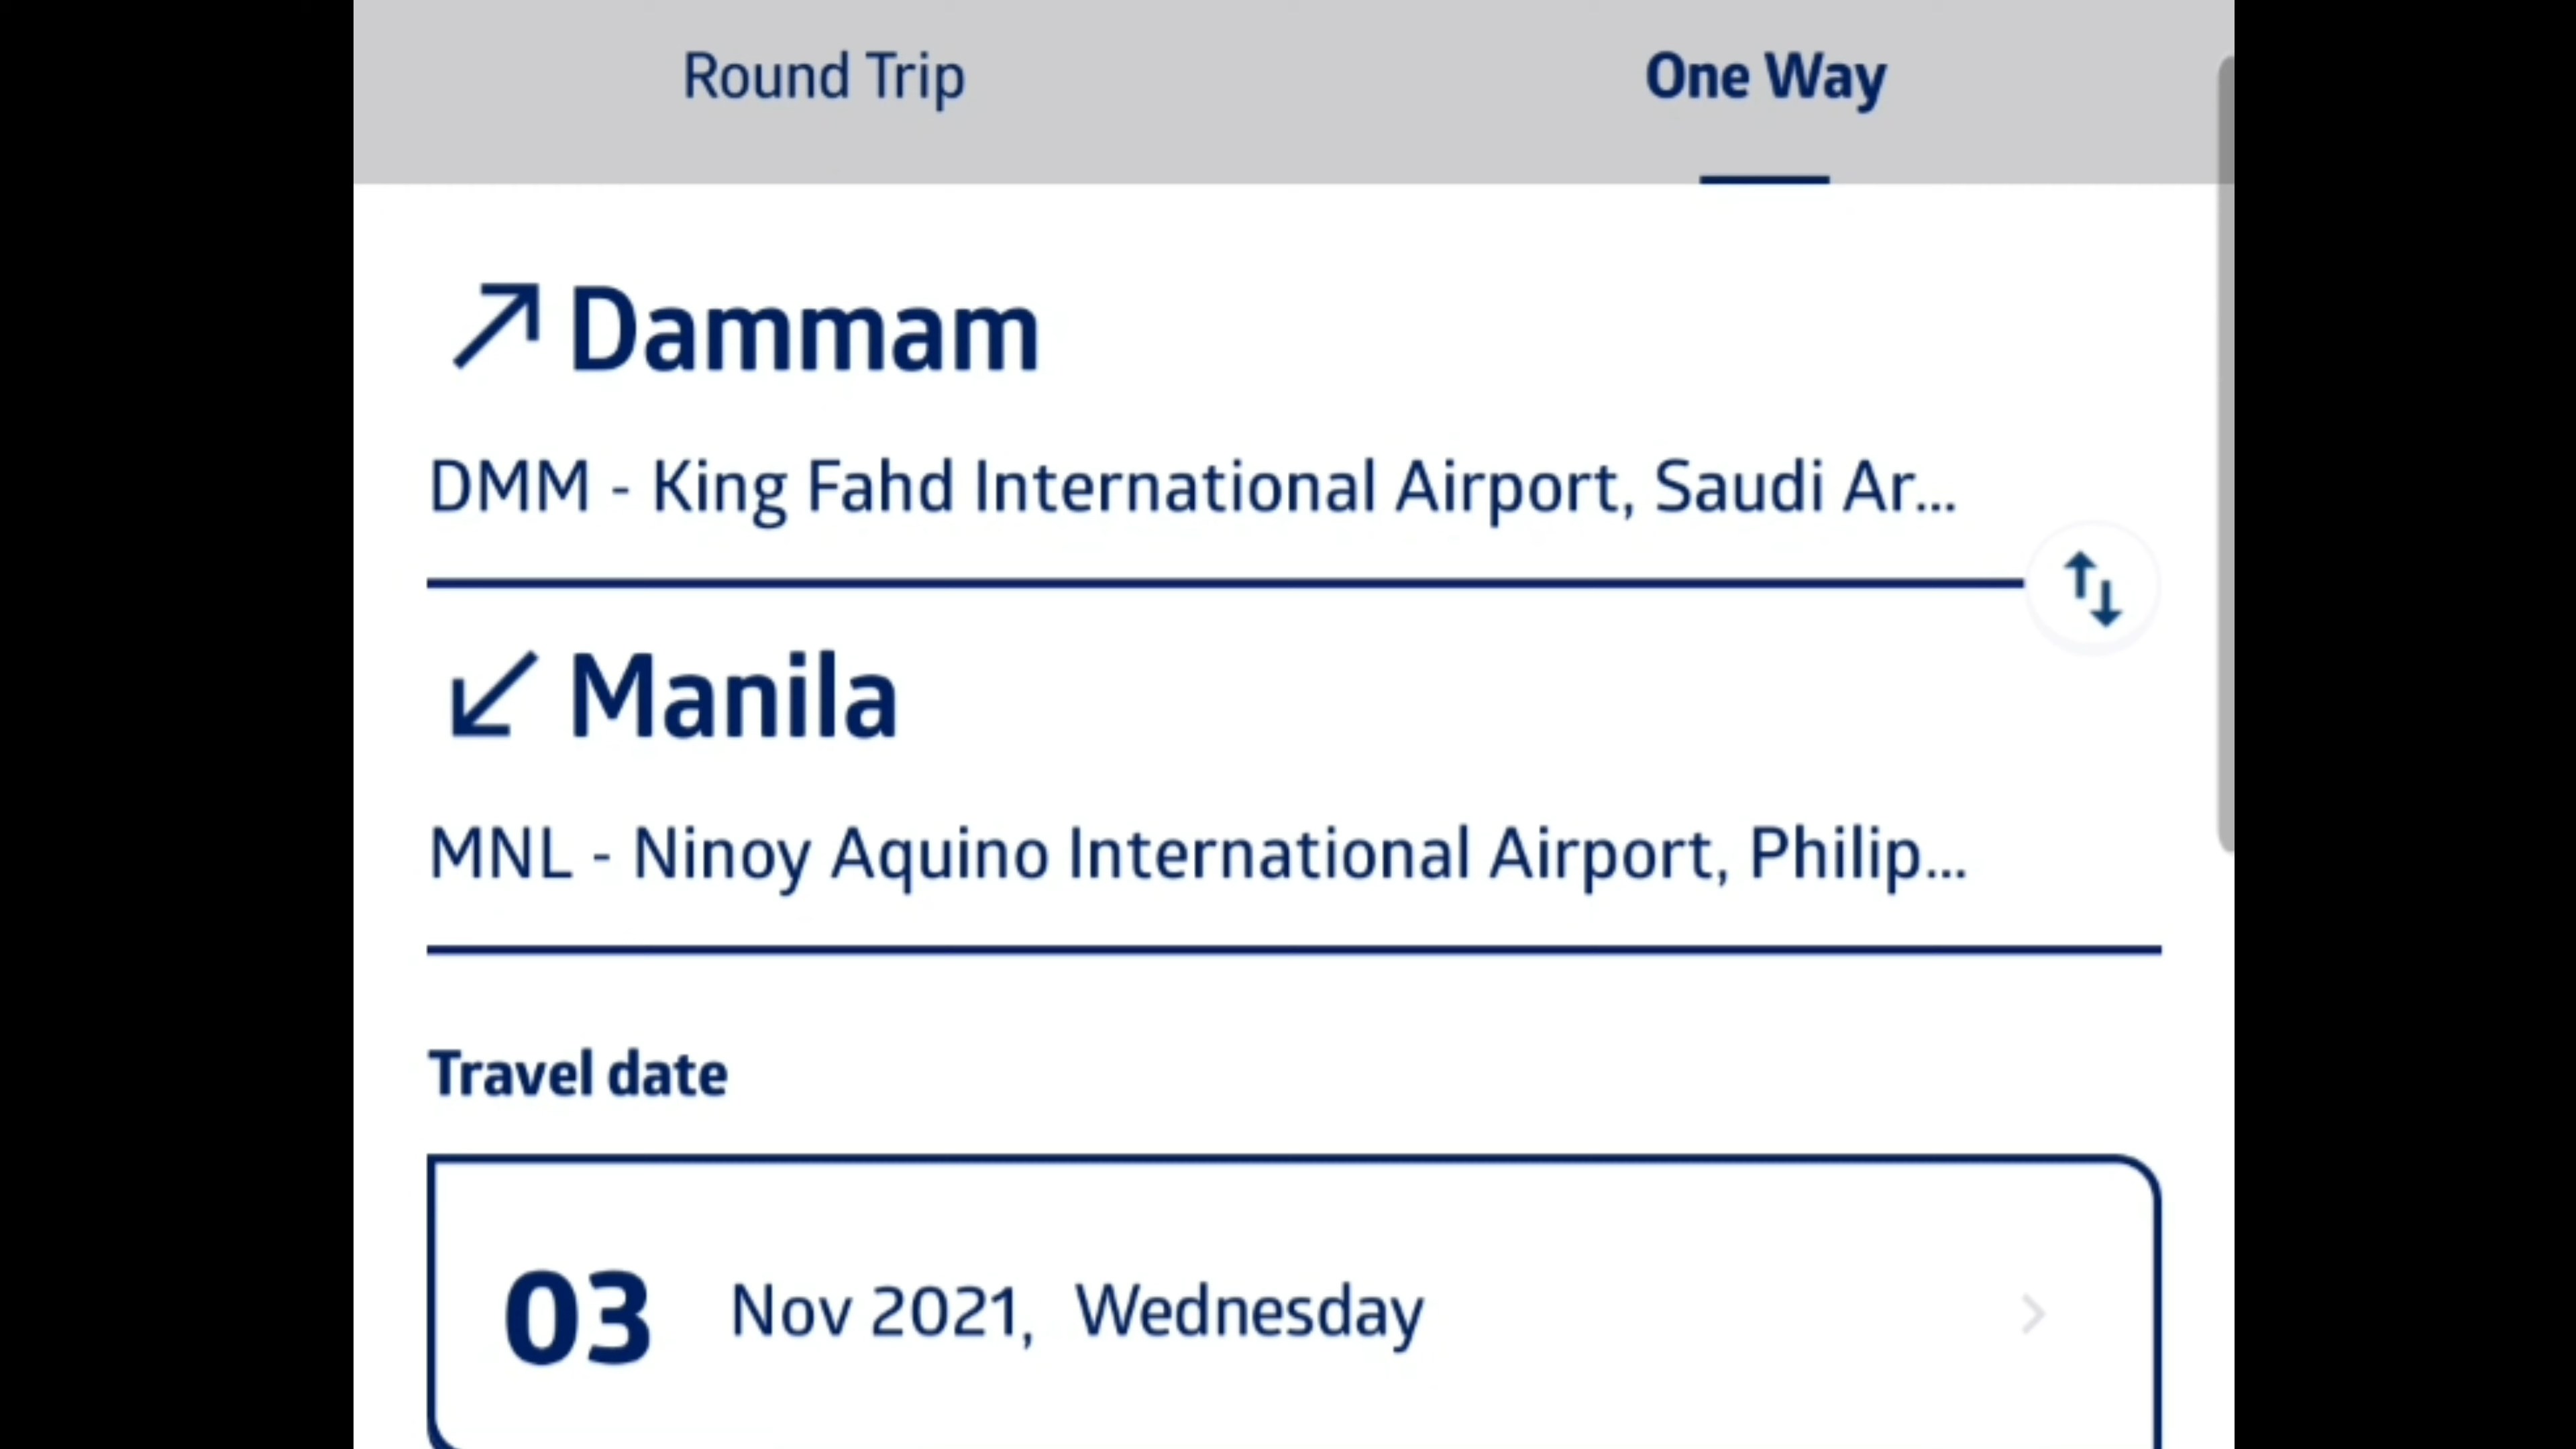 Round Trip
One Way
Dammam
DMM - King Fahd International Airport, Saudi Ar...
Manila
MNL - Ninoy Aquino International Airport, Philip...
Travel date
03 Nov 2021, Wednesday